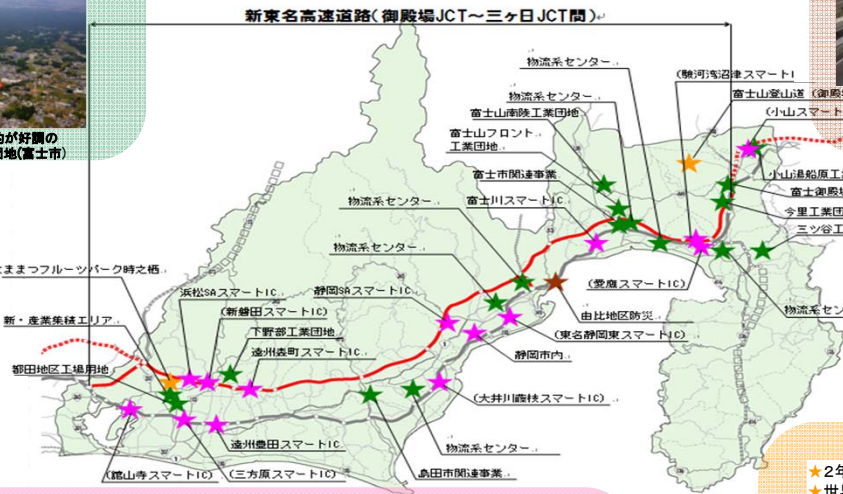 新東名高速道路(御殿場JCT～三ヶ日JCT間)
約が好調の
団地(富士市)
物流系センター
(駿河湾沼津スマートI
富士山登山道 (御殿
物流系センター
(小山スマート
富士山南陵工業団地
富士山フロント
工業団地
小山湯船原工
富士市関連事業
富士御殿場
物流系センター
富士川スマートIC
今里工業団
三ツ谷工
物流系センター
ままつフルーツパーク時之栖
浜松SAスマートIC
静岡SAスマートIC
(愛鷹スマートIC)
(新磐田スマートIC)
由比地区防災
物流系セン
新・産業集積エリア
下野部工業団地
(東名静岡東スマートIC)
遠州森町スマートIC
静岡市内
都田地区工場用地
(大井川焼津スマートIC)
遠州豊田スマートIC
物流系センター
(舘山寺スマートIC)
(三方原スマートIC)
島田市関連事業
★2年
★世界